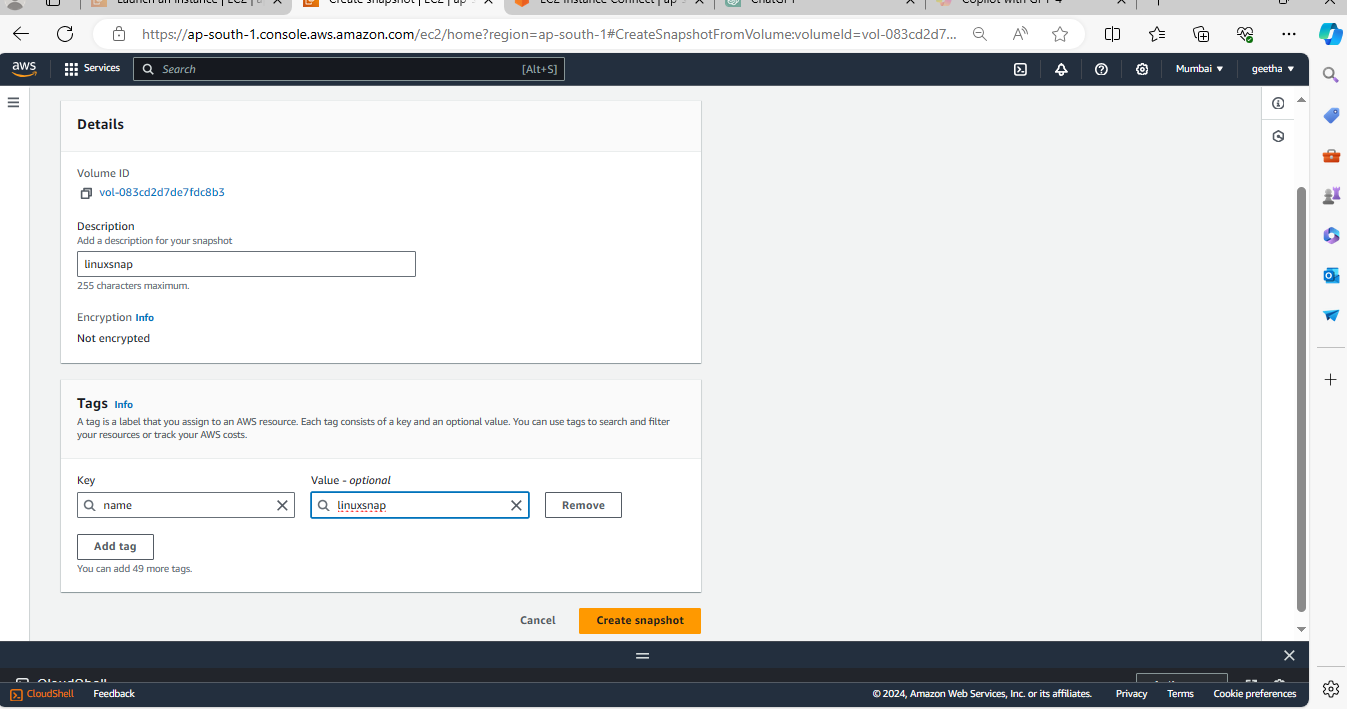 Launch an instance | EC2 | a
Create snapshot | EC2 | ap
EC2 Instance Connect | ap
ChatGPT
Copilot with GPT-4
https://ap-south-1.console.aws.amazon.com/ec2/home?region=ap-south-1#CreateSnapshotFromVolume:volumeId=vol-083cd2d7...
aws
Services
Search
[Alt+S]
Mumbai
geetha
Details
Volume ID
vol-083cd2d7de7fdc8b3
Description
Add a description for your snapshot
linuxsnap
255 characters maximum.
Encryption Info
Not encrypted
Tags Info
A tag is a label that you assign to an AWS resource. Each tag consists of a key and an optional value. You can use tags to search and filter
your resources or track your AWS costs.
Key
Value - optional
name
linuxsnap
Remove
Add tag
You can add 49 more tags.
Cancel
Create snapshot
CloudShell
CloudShell
Feedback
© 2024, Amazon Web Services, Inc. or its affiliates.
Privacy
Terms
Cookie preferences